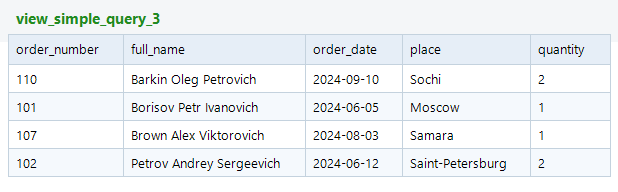 view_simple_query_3
order_number full_name order_date place quantity
110 Barkin Oleg Petrovich 2024-09-10 Sochi 2
101 Borisov Petr Ivanovich 2024-06-05 Moscow 1
107 Brown Alex Viktorovich 2024-08-03 Samara 1
102 Petrov Andrey Sergeevich 2024-06-12 Saint-Petersburg 2